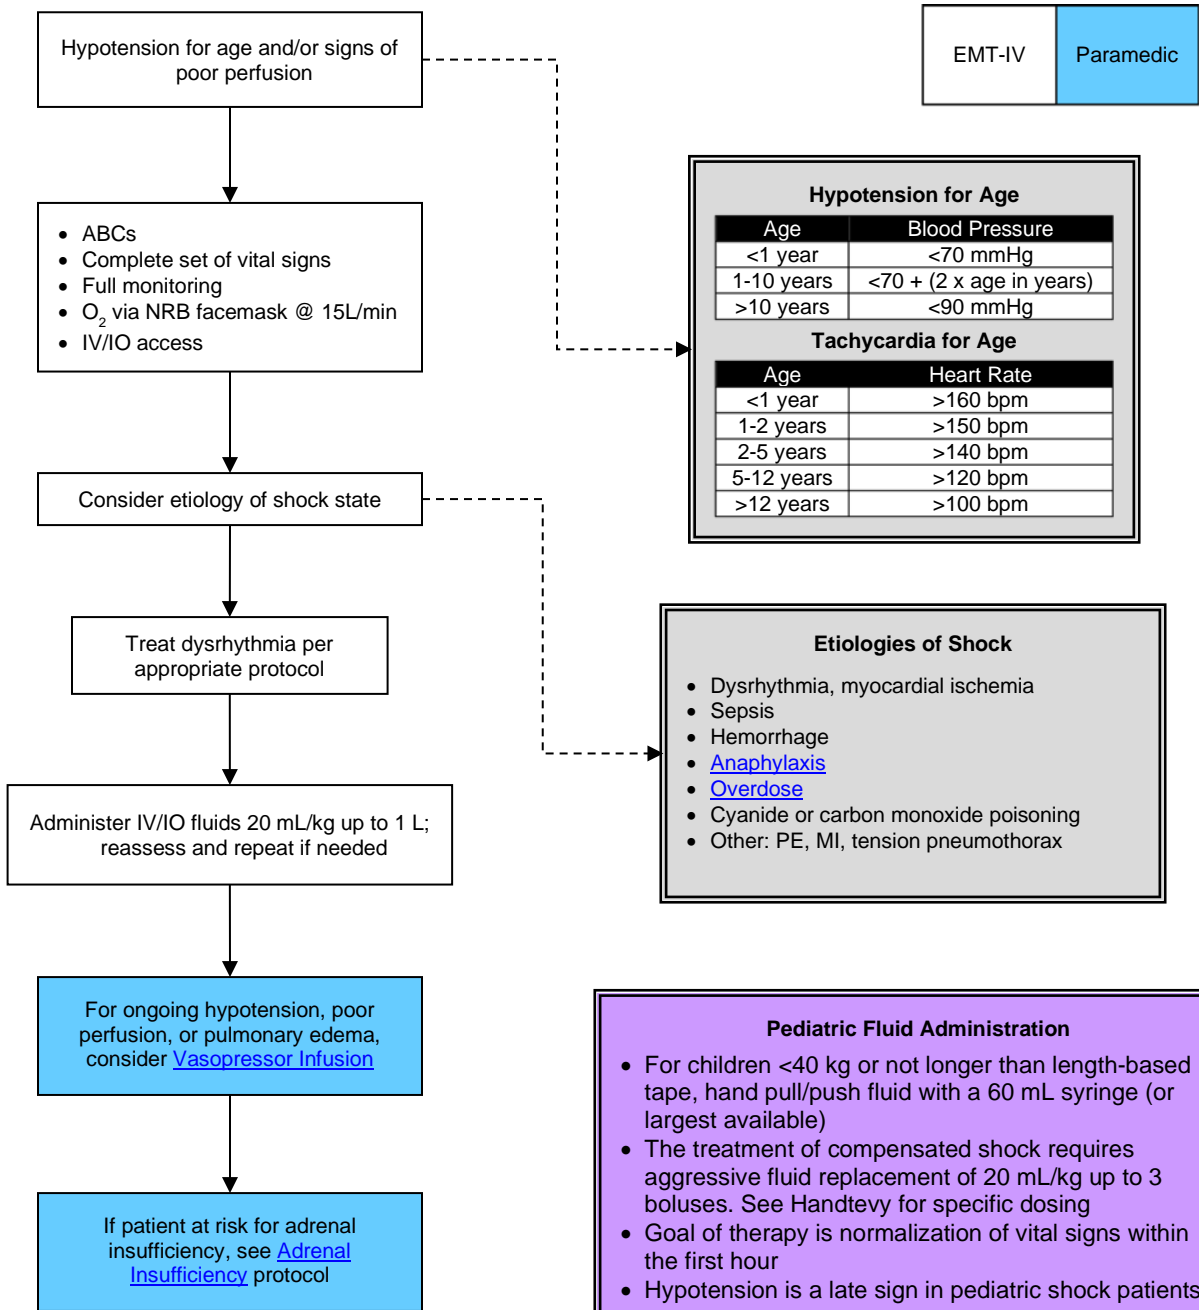 Hypotension for age and/or signs of
poor perfusion
EMT-IV
Paramedic
• ABCs
• Complete set of vital signs
• Full monitoring
• O2 via NRB facemask @ 15L/min
• IV/IO access
Hypotension for Age
Age Blood Pressure
<1 year <70 mmHg
1-10 years <70 + (2 x age in years)
>10 years <90 mmHg
Tachycardia for Age
Age Heart Rate
<1 year >160 bpm
1-2 years >150 bpm
2-5 years >140 bpm
5-12 years >120 bpm
>12 years >100 bpm
Consider etiology of shock state
Treat dysrhythmia per
appropriate protocol
Etiologies of Shock
• Dysrhythmia, myocardial ischemia
• Sepsis
• Hemorrhage
• Anaphylaxis
• Overdose
• Cyanide or carbon monoxide poisoning
• Other: PE, MI, tension pneumothorax
Administer IV/IO fluids 20 mL/kg up to 1 L;
reassess and repeat if needed
For ongoing hypotension, poor
perfusion, or pulmonary edema,
consider Vasopressor Infusion
If patient at risk for adrenal
insufficiency, see Adrenal
Insufficiency protocol
Pediatric Fluid Administration
• For children <40 kg or not longer than length-based
tape, hand pull/push fluid with a 60 mL syringe (or
largest available)
• The treatment of compensated shock requires
aggressive fluid replacement of 20 mL/kg up to 3
boluses. See Handtevy for specific dosing
• Goal of therapy is normalization of vital signs within
the first hour
• Hypotension is a late sign in pediatric shock patients